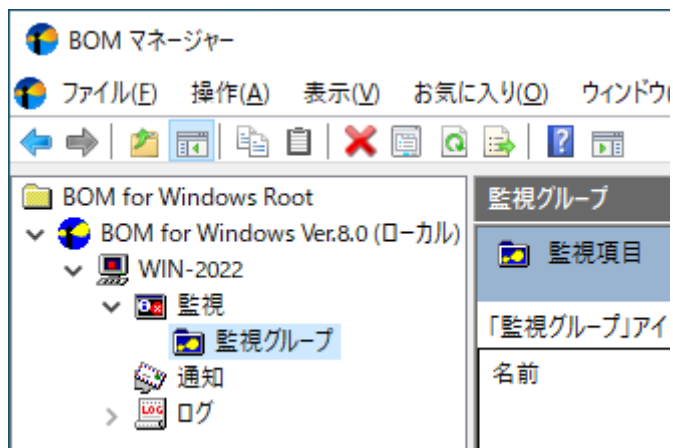 BOM マネージャー
ファイル(F) 操作(A) 表示(V) お気に入り(O) ウィンドウ(
BOM for Windows Root
監視グループ
BOM for Windows Ver.8.0 (ローカル)
監視項目
WIN-2022
監視
「監視グループ」アイ
監視グループ
名前
通知
LOG ログ